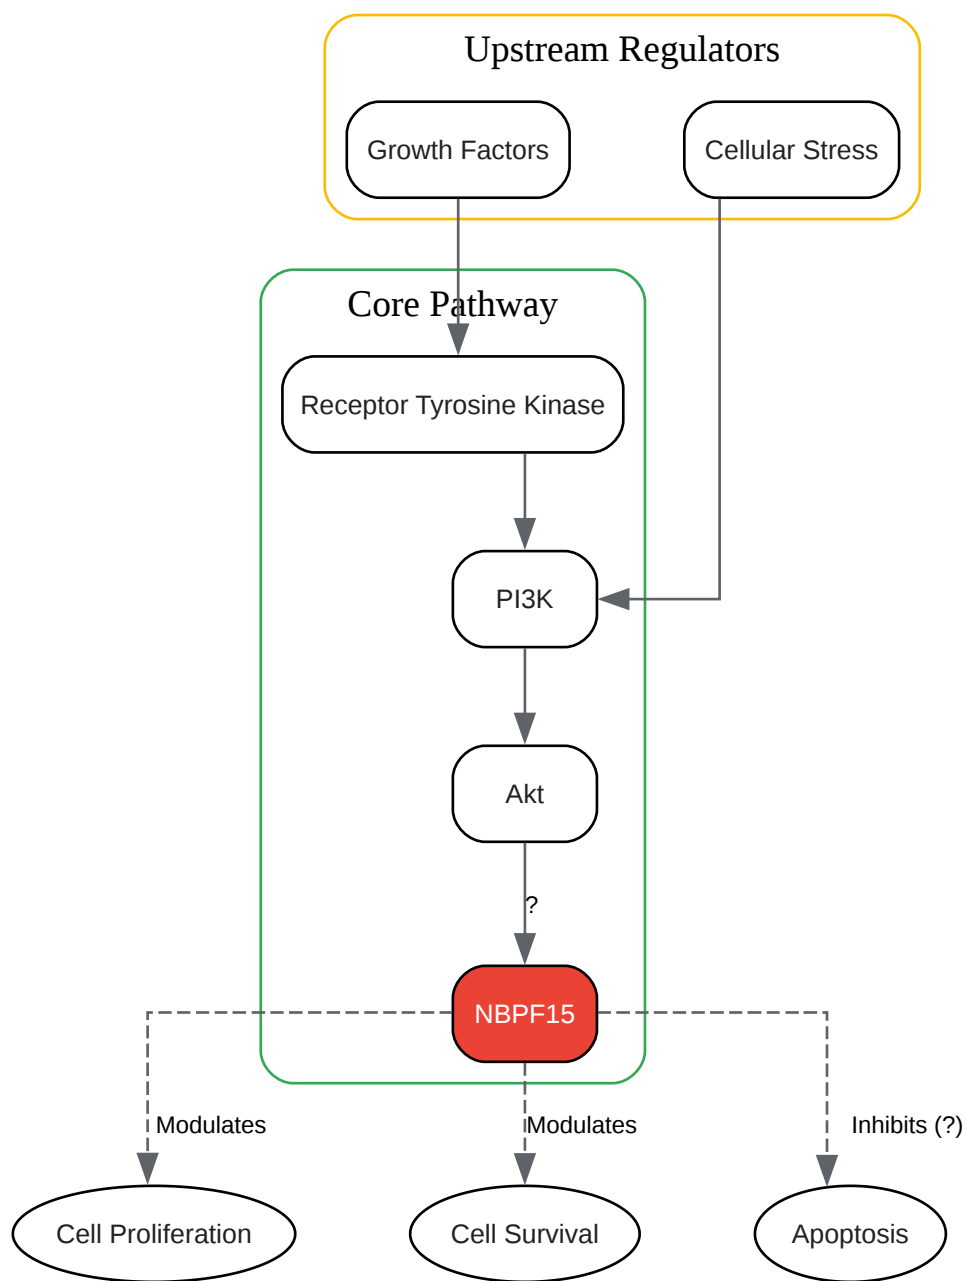 Upstream Regulators
Growth Factors
Cellular Stress
Core Pathway
Receptor Tyrosine Kinase
PI3K
Akt
?
NBPF15
Modulates
Modulates
Inhibits (?)
Cell Proliferation
Cell Survival
Apoptosis